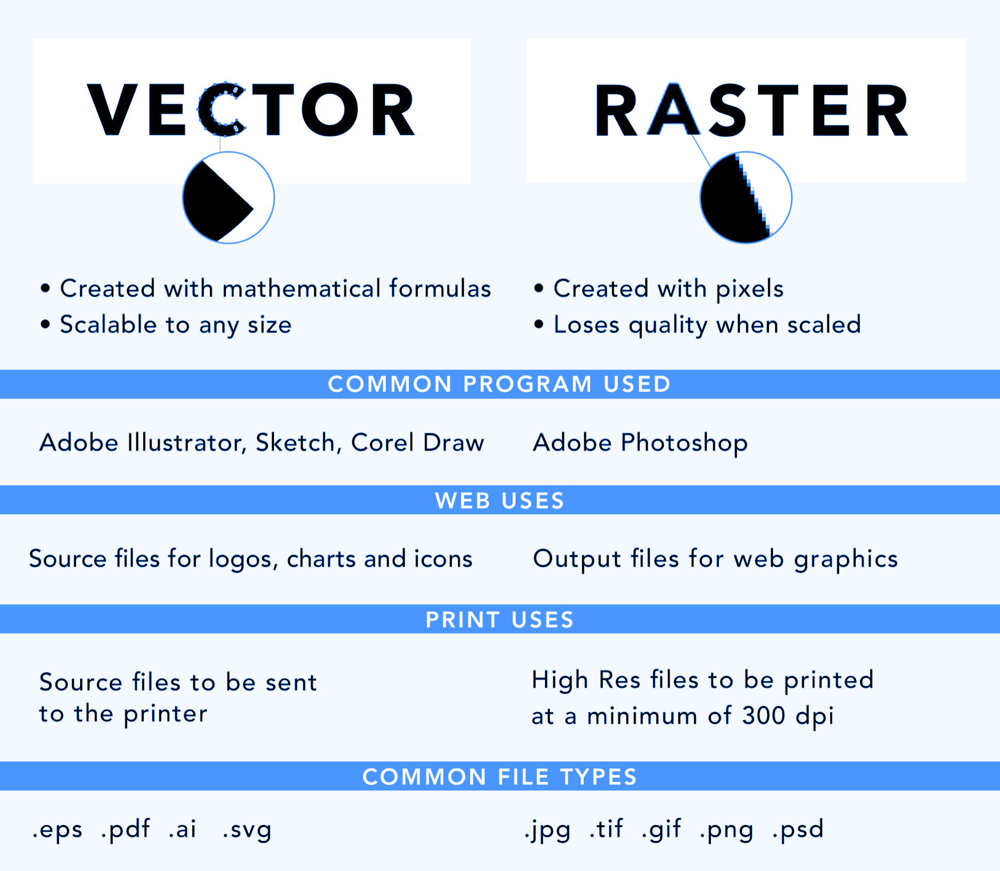 VECTOR
RASTER
• Created with mathematical formulas
• Scalable to any size
• Created with pixels
• Loses quality when scaled
COMMON PROGRAM USED
Adobe Illustrator, Sketch, Corel Draw
Adobe Photoshop
WEB USES
Source files for logos, charts and icons
Output files for web graphics
PRINT USES
Source files to be sent
to the printer
High Res files to be printed
at a minimum of 300 dpi
COMMON FILE TYPES
.eps .pdf .ai .svg
.jpg .tif .gif .png .psd